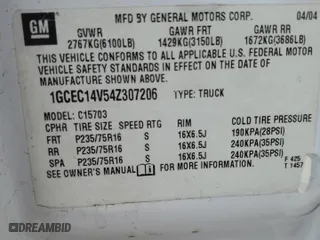 GM
MFD BY GENERAL MOTORS CORP. 04/04
GVWR GAWR FRT GAWR RR
2767KG(6100LB) 1429KG(3150LB) 1672KG(3686LB)
THIS VEHICLE CONFORMS TO ALL APPLICABLE U.S.
FEDERAL MOTOR VEHICLE SAFETY STANDARDS IN
EFFECT ON THE DATE OF MANUFACTURE SHOWN
ABOVE.
1GCEC14V54Z307206 TYPE: TRUCK
MODEL: C15703
CPHR TIRE SIZE SPEED RTG RIM COLD TIRE PRESSURE
FRT P235/75R16 S 16X6.5J 190KPA(28PSI)
RR P235/75R16 S 16X6.5J 240KPA(35PSI)
SPA P235/75R16 S 16X6.5J 240KPA(35PSI)
SEE OWNER'S MANUAL FOR MORE INFORMATION.
F 425
T 1457
DREAMBID